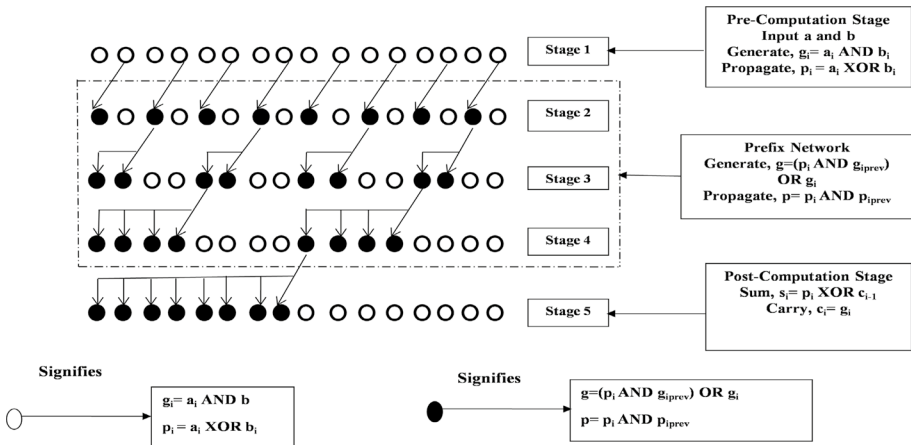 Stage 1
Pre-Computation Stage
Input a and b
Generate, gᵢ= aᵢ AND bᵢ
Propagate, pᵢ = aᵢ XOR bᵢ
Stage 2
Stage 3
Prefix Network
Generate, g=(pᵢ AND gᵢₚᵣₑᵥ)
OR gᵢ
Propagate, p= pᵢ AND pᵢₚᵣₑᵥ
Stage 4
Stage 5
Post-Computation Stage
Sum, sᵢ= pᵢ XOR cᵢ₋₁
Carry, cᵢ= gᵢ
Signifies
gᵢ= aᵢ AND b
pᵢ = aᵢ XOR bᵢ
Signifies
g=(pᵢ AND gᵢₚᵣₑᵥ) OR gᵢ
p= pᵢ AND pᵢₚᵣₑᵥ